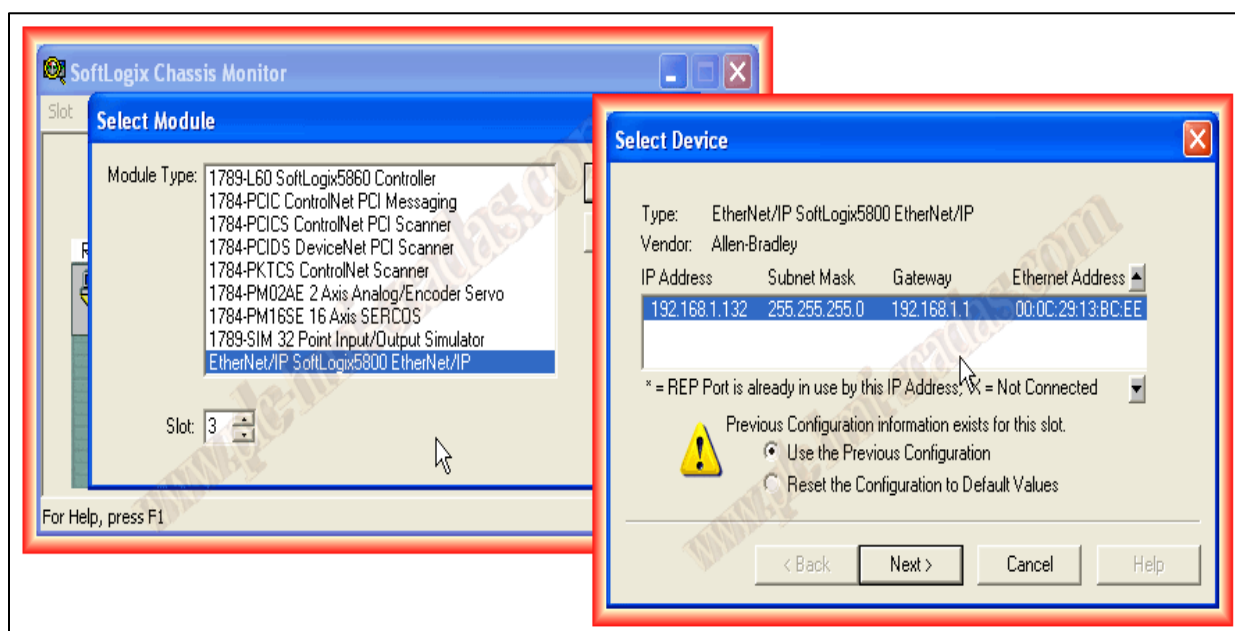 SoftLogix Chassis Monitor
Slot
Select Module
Module Type:
1789-L60 SoftLogix5860 Controller
1784-PCIC ControlNet PCI Messaging
1784-PCICS ControlNet PCI Scanner
1784-PCIDS DeviceNet PCI Scanner
1784-PKTCS ControlNet Scanner
1784-PM02AE 2 Axis Analog/Encoder Servo
1784-PM16SE 16 Axis SERCOS
1789-SIM 32 Point Input/Output Simulator
EtherNet/IP SoftLogix5800 EtherNet/IP
Slot: 3
For Help, press F1
Select Device
Type: EtherNet/IP SoftLogix5800 EtherNet/IP
Vendor: Allen-Bradley
IP Address Subnet Mask Gateway Ethernet Address
192.168.1.132 255.255.255.0 192.168.1.1 00:0C:29:13:BC:EE
* = REP Port is already in use by this IP Address, X = Not Connected
Previous Configuration information exists for this slot.
Use the Previous Configuration
Reset the Configuration to Default Values
< Back Next > Cancel Help